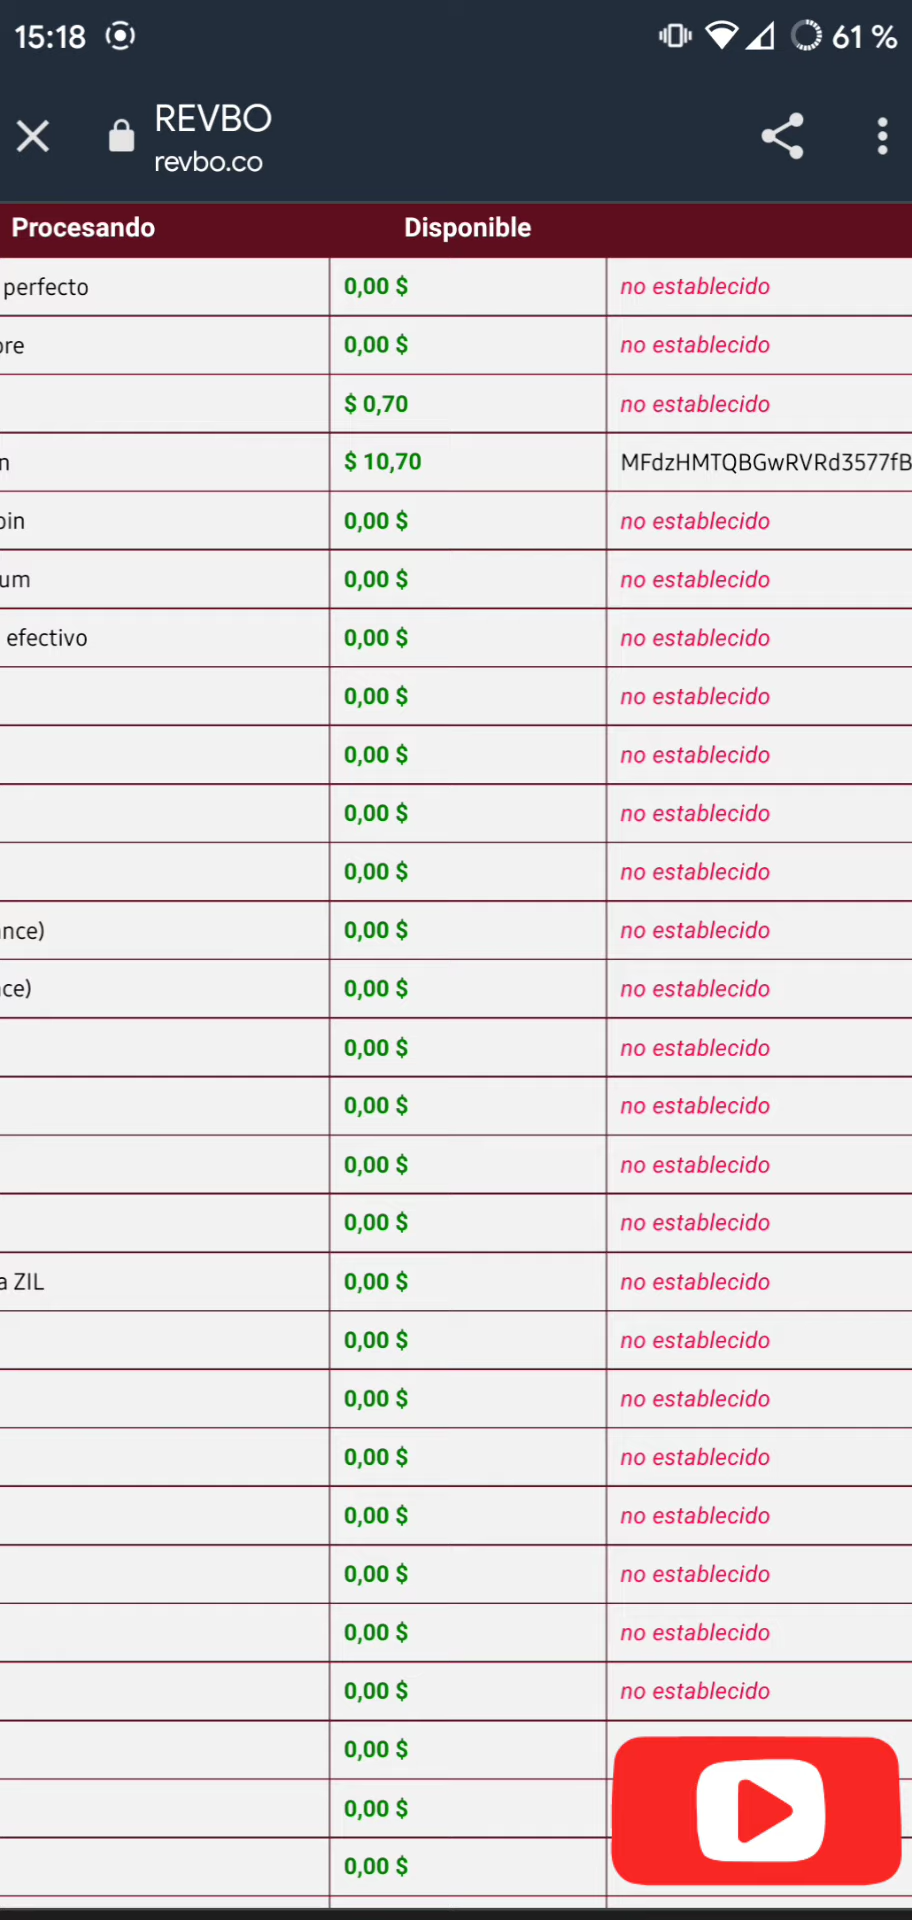 15:18 61 %
REVBO
revbo.co
Procesando Disponible
perfecto 0,00 $ no establecido
ore 0,00 $ no establecido
$ 0,70 no establecido
n $ 10,70 MFdzHMTQBGwRVRd3577fB
oin 0,00 $ no establecido
um 0,00 $ no establecido
efectivo 0,00 $ no establecido
0,00 $ no establecido
0,00 $ no establecido
0,00 $ no establecido
0,00 $ no establecido
ance) 0,00 $ no establecido
ce) 0,00 $ no establecido
0,00 $ no establecido
0,00 $ no establecido
0,00 $ no establecido
0,00 $ no establecido
a ZIL 0,00 $ no establecido
0,00 $ no establecido
0,00 $ no establecido
0,00 $ no establecido
0,00 $ no establecido
0,00 $ no establecido
0,00 $ no establecido
0,00 $ no establecido
0,00 $
0,00 $
0,00 $